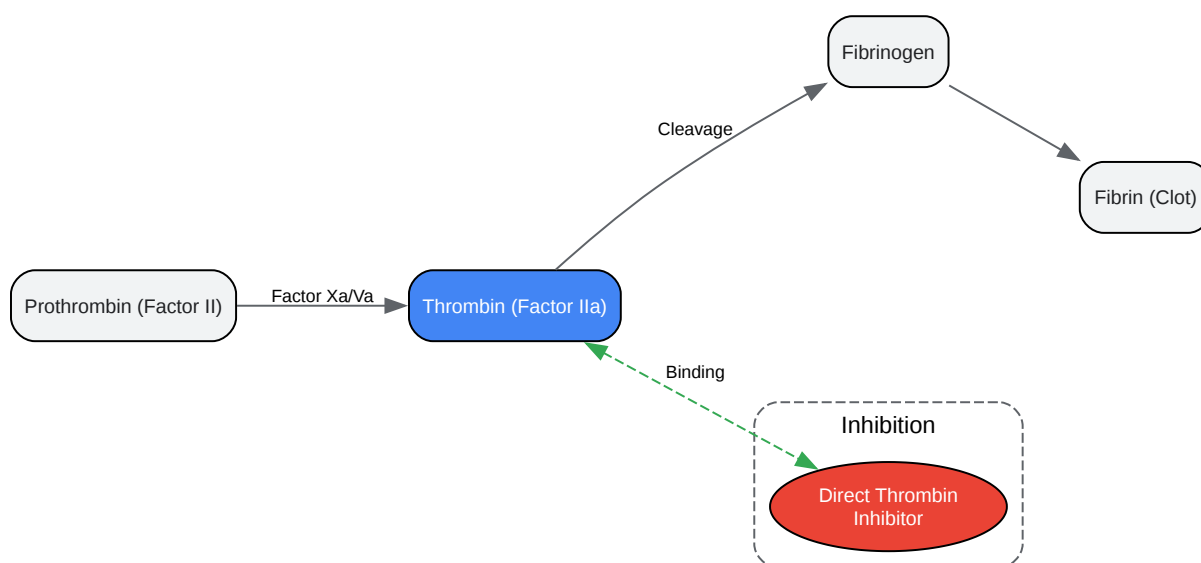 Fibrinogen
Cleavage
Fibrin (Clot)
Prothrombin (Factor II)
Factor Xa/Va
Thrombin (Factor IIa)
Binding
Inhibition
Direct Thrombin
Inhibitor